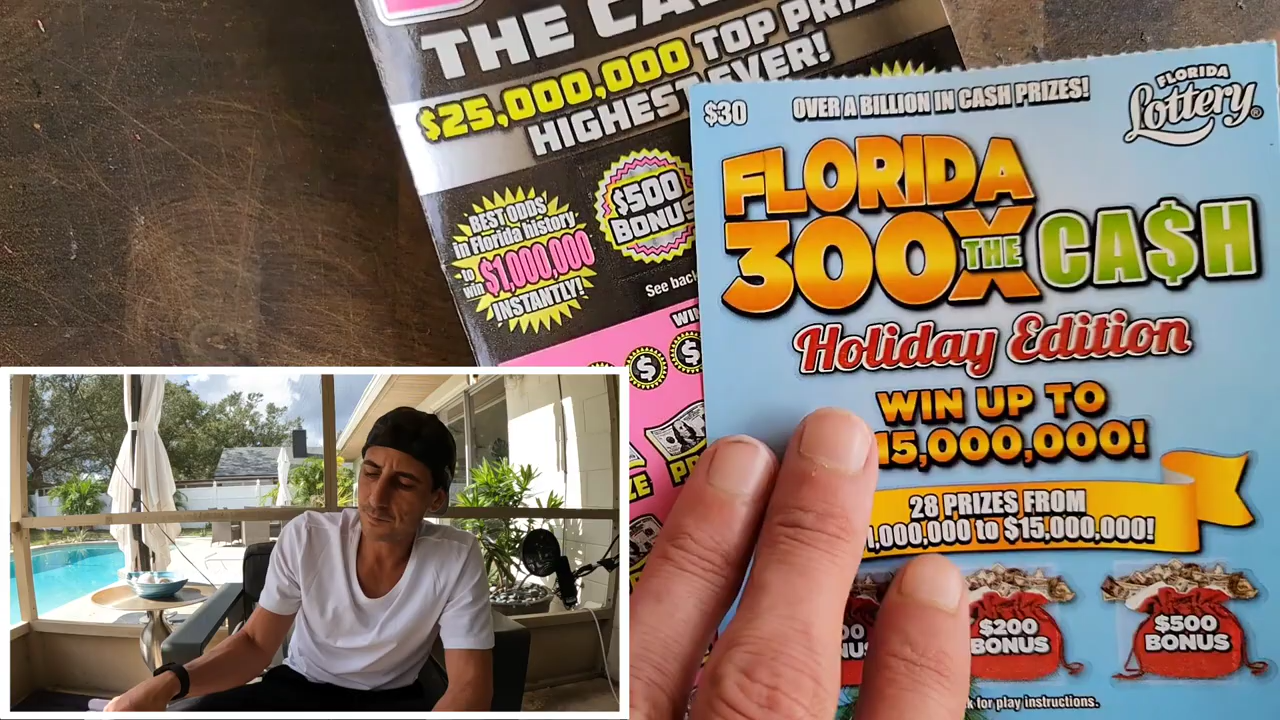 THE CA
$25,000,000 TOP PRIZ
HIGHEST EVER!
BEST ODDS
in Florida history
to win $1,000,000
INSTANTLY!
$500
BONUS
See back
WIN
$30
OVER A BILLION IN CASH PRIZES!
FLORIDA
Lottery®
FLORIDA
300X THE CA$H
Holiday Edition
WIN UP TO
15,000,000!
28 PRIZES FROM
1,000,000 to $15,000,000!
$200
BONUS
$500
BONUS
k for play instructions.